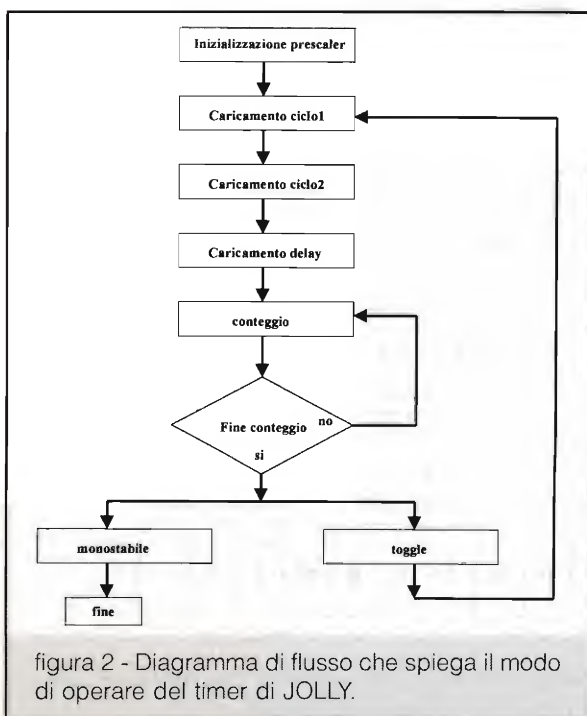 Inizializzazione prescaler
Caricamento ciclo1
Caricamento ciclo2
Caricamento delay
conteggio
Fine conteggio
no
si
monostabile
toggle
fine
figura 2 - Diagramma di flusso che spiega il modo
di operare del timer di JOLLY.